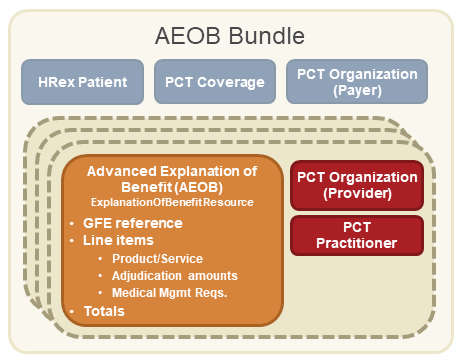 AEOB Bundle
HRex Patient
PCT Coverage
PCT Organization
(Payer)
Advanced Explanation of
Benefit (AEOB)
ExplanationOfBenefitResource
• GFE reference
• Line items
• Product/Service
• Adjudication amounts
• Medical Mgmt Reqs.
• Totals
PCT Organization
(Provider)
PCT
Practitioner